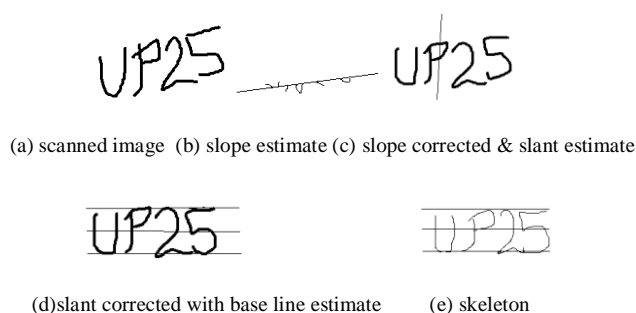 UP25 UP25
(a) scanned image (b) slope estimate (c) slope corrected & slant estimate
UP25 UP25
(d)slant corrected with base line estimate (e) skeleton